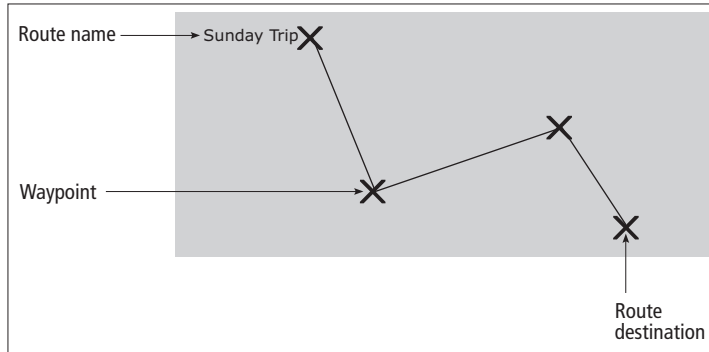 Route name
Sunday Trip
Waypoint
Route
destination